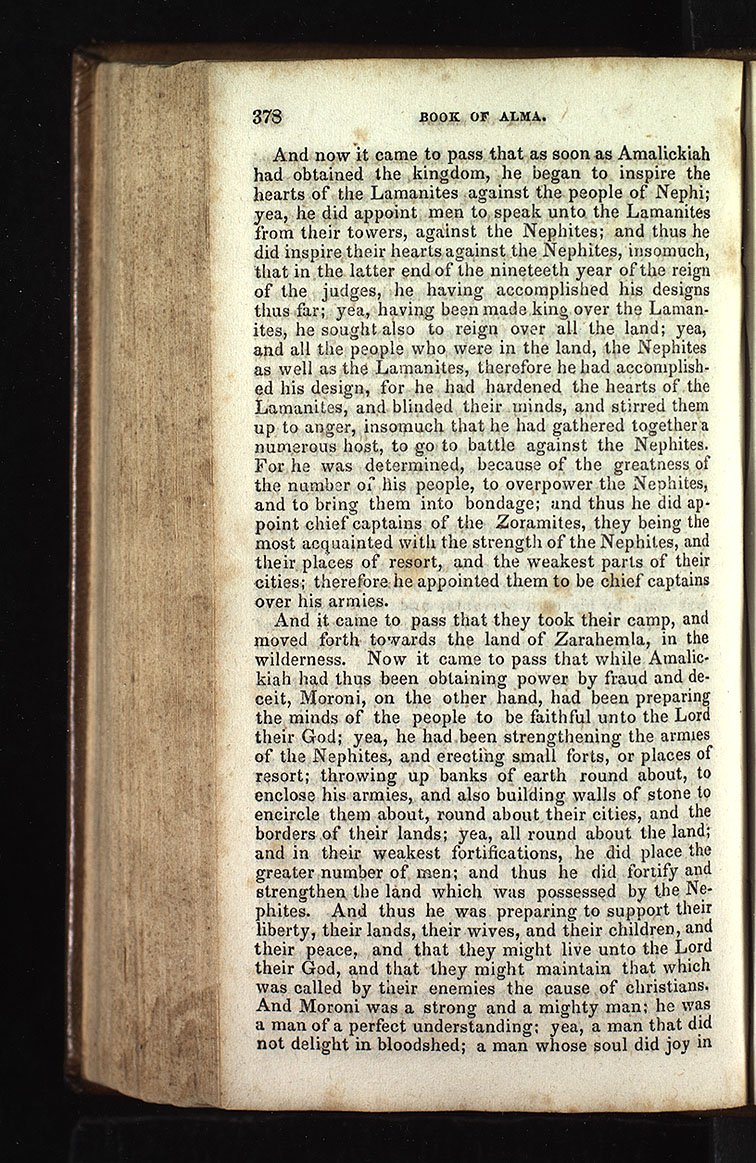 378 BOOK OF ALMA.
And now it came to pass that as soon as Amalickiah
had obtained the kingdom, he began to inspire the
hearts of the Lamanites against the people of Nephi;
yea, he did appoint men to speak unto the Lamanites
from their towers, against the Nephites; and thus he
did inspire their hearts against the Nephites, insomuch,
that in the latter end of the nineteeth year of the reign
of the judges, he having accomplished his designs
thus far; yea, having been made king over the Laman-
ites, he sought also to reign over all the land; yea,
and all the people who were in the land, the Nephites
as well as the Lamanites, therefore he had accomplish-
ed his design, for he had hardened the hearts of the
Lamanites, and blinded their minds, and stirred them
up to anger, insomuch that he had gathered together a
numerous host, to go to battle against the Nephites.
For he was determined, because of the greatness of
the number of his people, to overpower the Nephites,
and to bring them into bondage; and thus he did ap-
point chief captains of the Zoramites, they being the
most acquainted with the strength of the Nephites, and
their places of resort, and the weakest parts of their
cities; therefore he appointed them to be chief captains
over his armies.
And it came to pass that they took their camp, and
moved forth towards the land of Zarahemla, in the
wilderness. Now it came to pass that while Amalic-
kiah had thus been obtaining power by fraud and de-
ceit, Moroni, on the other hand, had been preparing
the minds of the people to be faithful unto the Lord
their God; yea, he had been strengthening the armies
of the Nephites, and erecting small forts, or places of
resort; throwing up banks of earth round about, to
enclose his armies, and also building walls of stone to
encircle them about, round about their cities, and the
borders of their lands; yea, all round about the land;
and in their weakest fortifications, he did place the
greater number of men; and thus he did fortify and
strengthen the land which was possessed by the Ne-
phites. And thus he was preparing to support their
liberty, their lands, their wives, and their children, and
their peace, and that they might live unto the Lord
their God, and that they might maintain that which
was called by their enemies the cause of christians.
And Moroni was a strong and a mighty man; he was
a man of a perfect understanding; yea, a man that did
not delight in bloodshed; a man whose soul did joy in